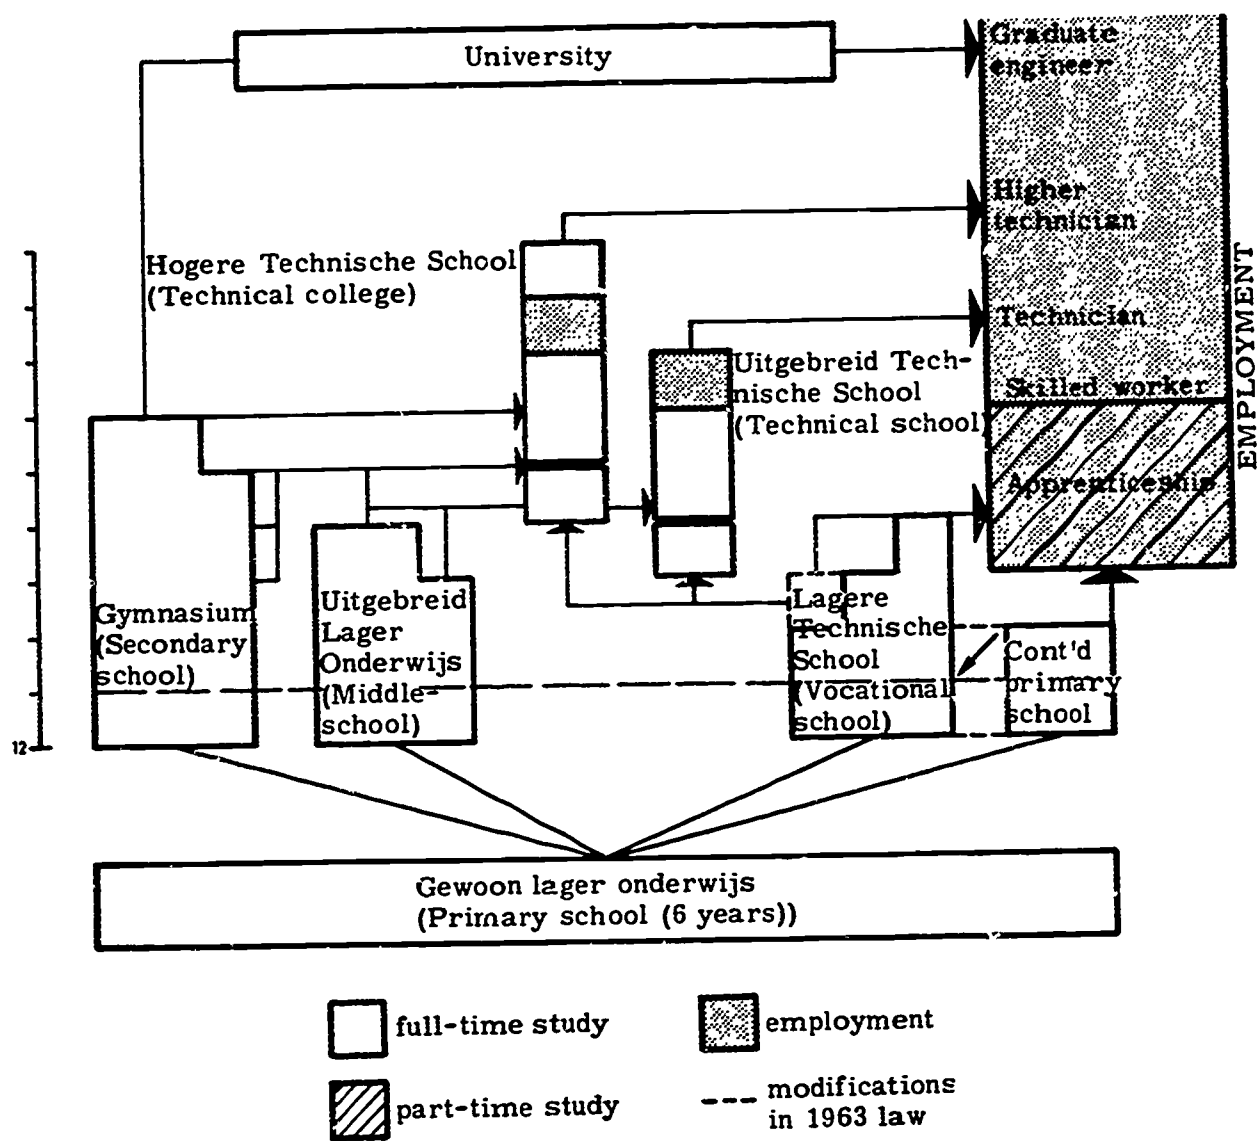 University
Graduate
engineer
Higher
technician
Hogere Technische School
(Technical college)
Technician
EMPLOYMENT
Uitgebreid Tech-
nische School
(Technical school)
Skilled worker
Apprenticeship
Gymnasium
(Secondary
school)
Uitgebreid
Lager
Onderwijs
(Middle-
school)
Lagere
Technische
School
(Vocational
school)
Cont'd
primary
school
12
Gewoon lager onderwijs
(Primary school (6 years))
full-time study
employment
part-time study
modifications
in 1963 law